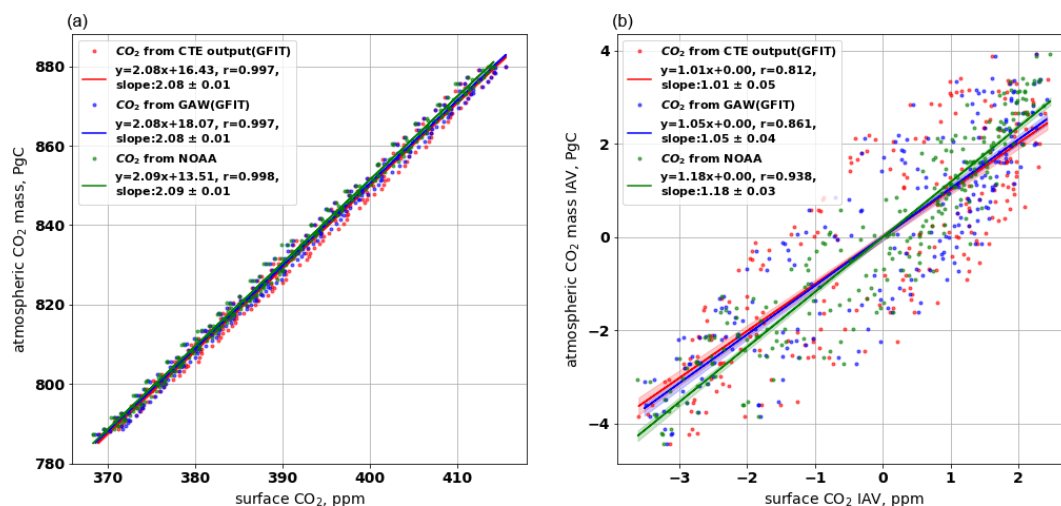 (a)
CO₂ from CTE output(GFIT)
y=2.08x+16.43, r=0.997,
slope:2.08 ± 0.01
CO₂ from GAW(GFIT)
y=2.08x+18.07, r=0.997,
slope:2.08 ± 0.01
CO₂ from NOAA
y=2.09x+13.51, r=0.998,
slope:2.09 ± 0.01
atmospheric CO₂ mass, PgC
880
860
840
820
800
780
370
380
390
400
410
surface CO₂, ppm
(b)
CO₂ from CTE output(GFIT)
y=1.01x+0.00, r=0.812,
slope:1.01 ± 0.05
CO₂ from GAW(GFIT)
y=1.05x+0.00, r=0.861,
slope:1.05 ± 0.04
CO₂ from NOAA
y=1.18x+0.00, r=0.938,
slope:1.18 ± 0.03
atmospheric CO₂ mass IAV, PgC
4
2
0
−2
−4
−3
−2
−1
0
1
2
surface CO₂ IAV, ppm